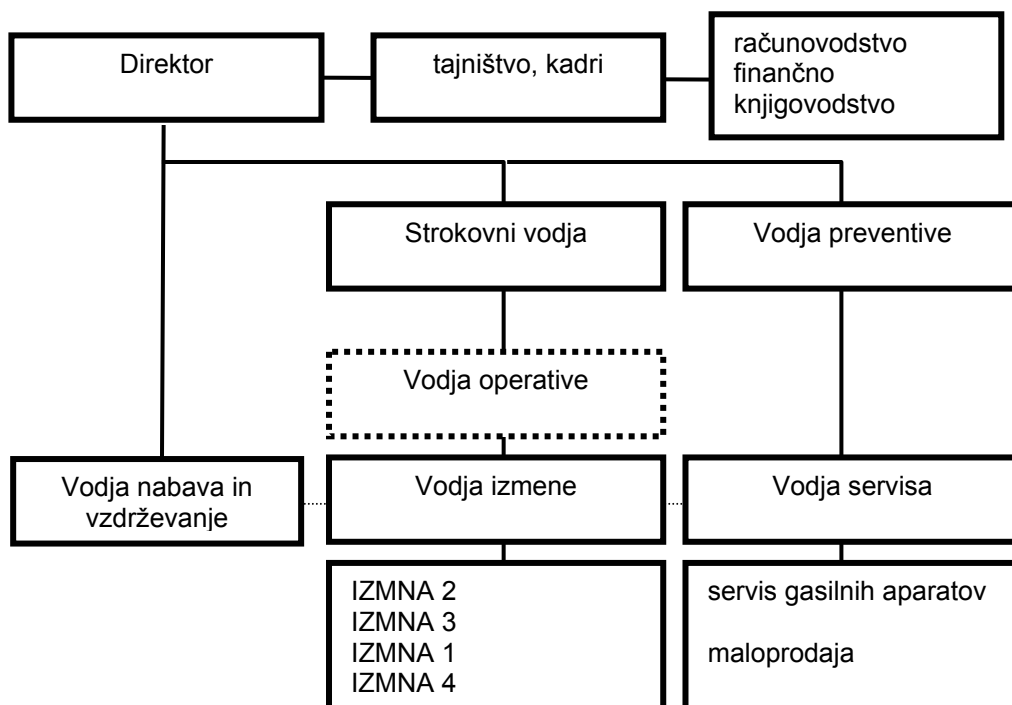 Direktor
tajništvo, kadri
računovodstvo
finančno
knjigovodstvo
Strokovni vodja
Vodja preventive
Vodja operative
Vodja nabava in
vzdrževanje
Vodja izmene
Vodja servisa
IZMNA 2
IZMNA 3
IZMNA 1
IZMNA 4
servis gasilnih aparatov
maloprodaja